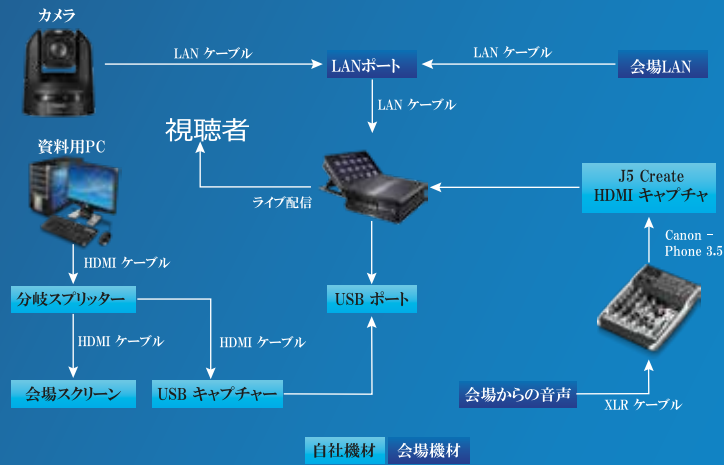 カメラ
LAN ケーブル
LANポート
LAN ケーブル
会場LAN
LAN ケーブル
視聴者
資料用PC
ライブ配信
J5 Create
HDMI キャプチャ
HDMI ケーブル
Canon -
Phone 3.5
分岐スプリッター
USB ポート
HDMI ケーブル
HDMI ケーブル
会場スクリーン
USB キャプチャー
会場からの音声
XLR ケーブル
自社機材
会場機材